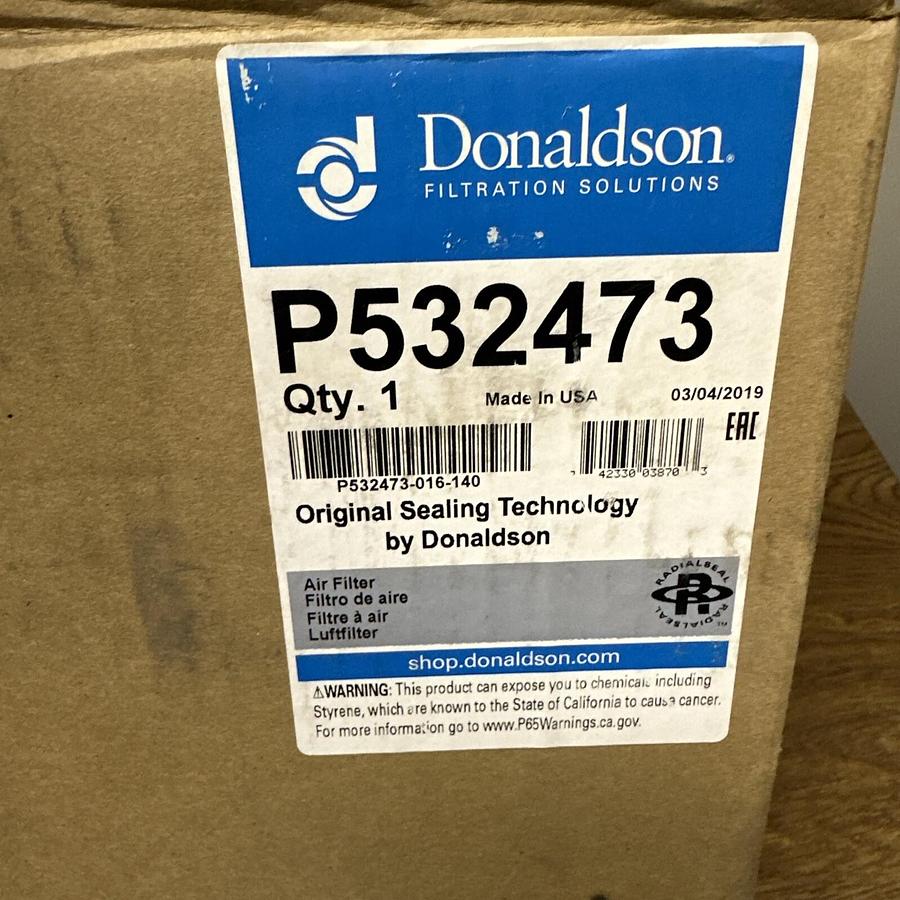 Donaldson®
FILTRATION SOLUTIONS
P532473
Qty. 1 Made In USA 03/04/2019
EAC
P532473-016-140
7 42330 03870 3
Original Sealing Technology
by Donaldson
Air Filter
Filtro de aire
Filtre à air
Luftfilter
RADIALSEAL
RADIALSEAL
shop.donaldson.com
⚠WARNING: This product can expose you to chemicals including
Styrene, which are known to the State of California to cause cancer.
For more information go to www.P65Warnings.ca.gov.